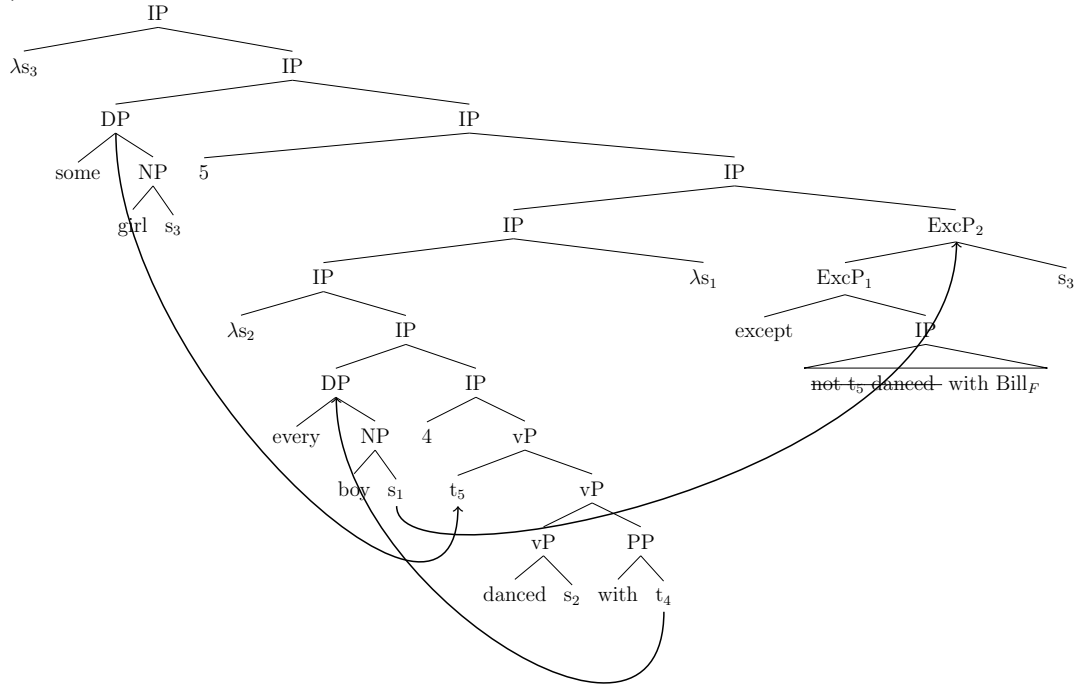 IP
λs₃ IP
DP IP
some NP 5 IP
girl s₃ IP ExcP₂
IP λs₁ ExcP₁ s₃
λs₂ IP except IP
DP IP not t₅ danced with Bill_F
every NP 4 vP
boy s₁ t₅ vP
vP PP
danced s₂ with t₄